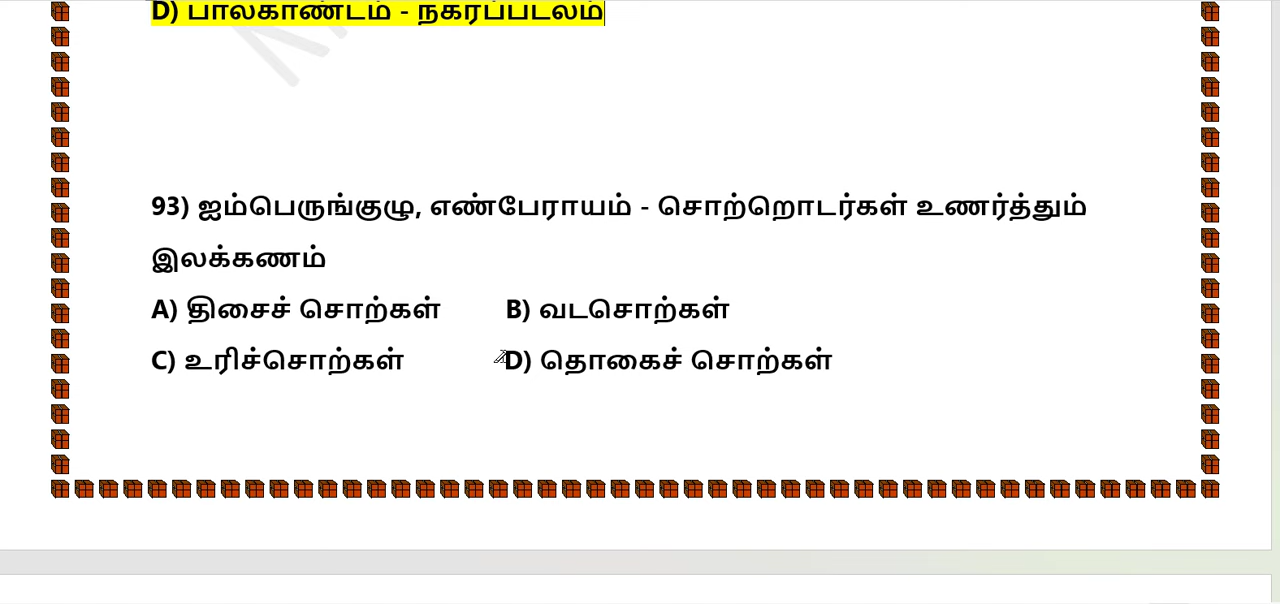 D) பாலகாண்டம் - நகரப்படலம்
93) ஐம்பெருங்குழு, எண்பேராயம் - சொற்றொடர்கள் உணர்த்தும்
இலக்கணம்
A) திசைச் சொற்கள் B) வடசொற்கள்
C) உரிச்சொற்கள் D) தொகைச் சொற்கள்